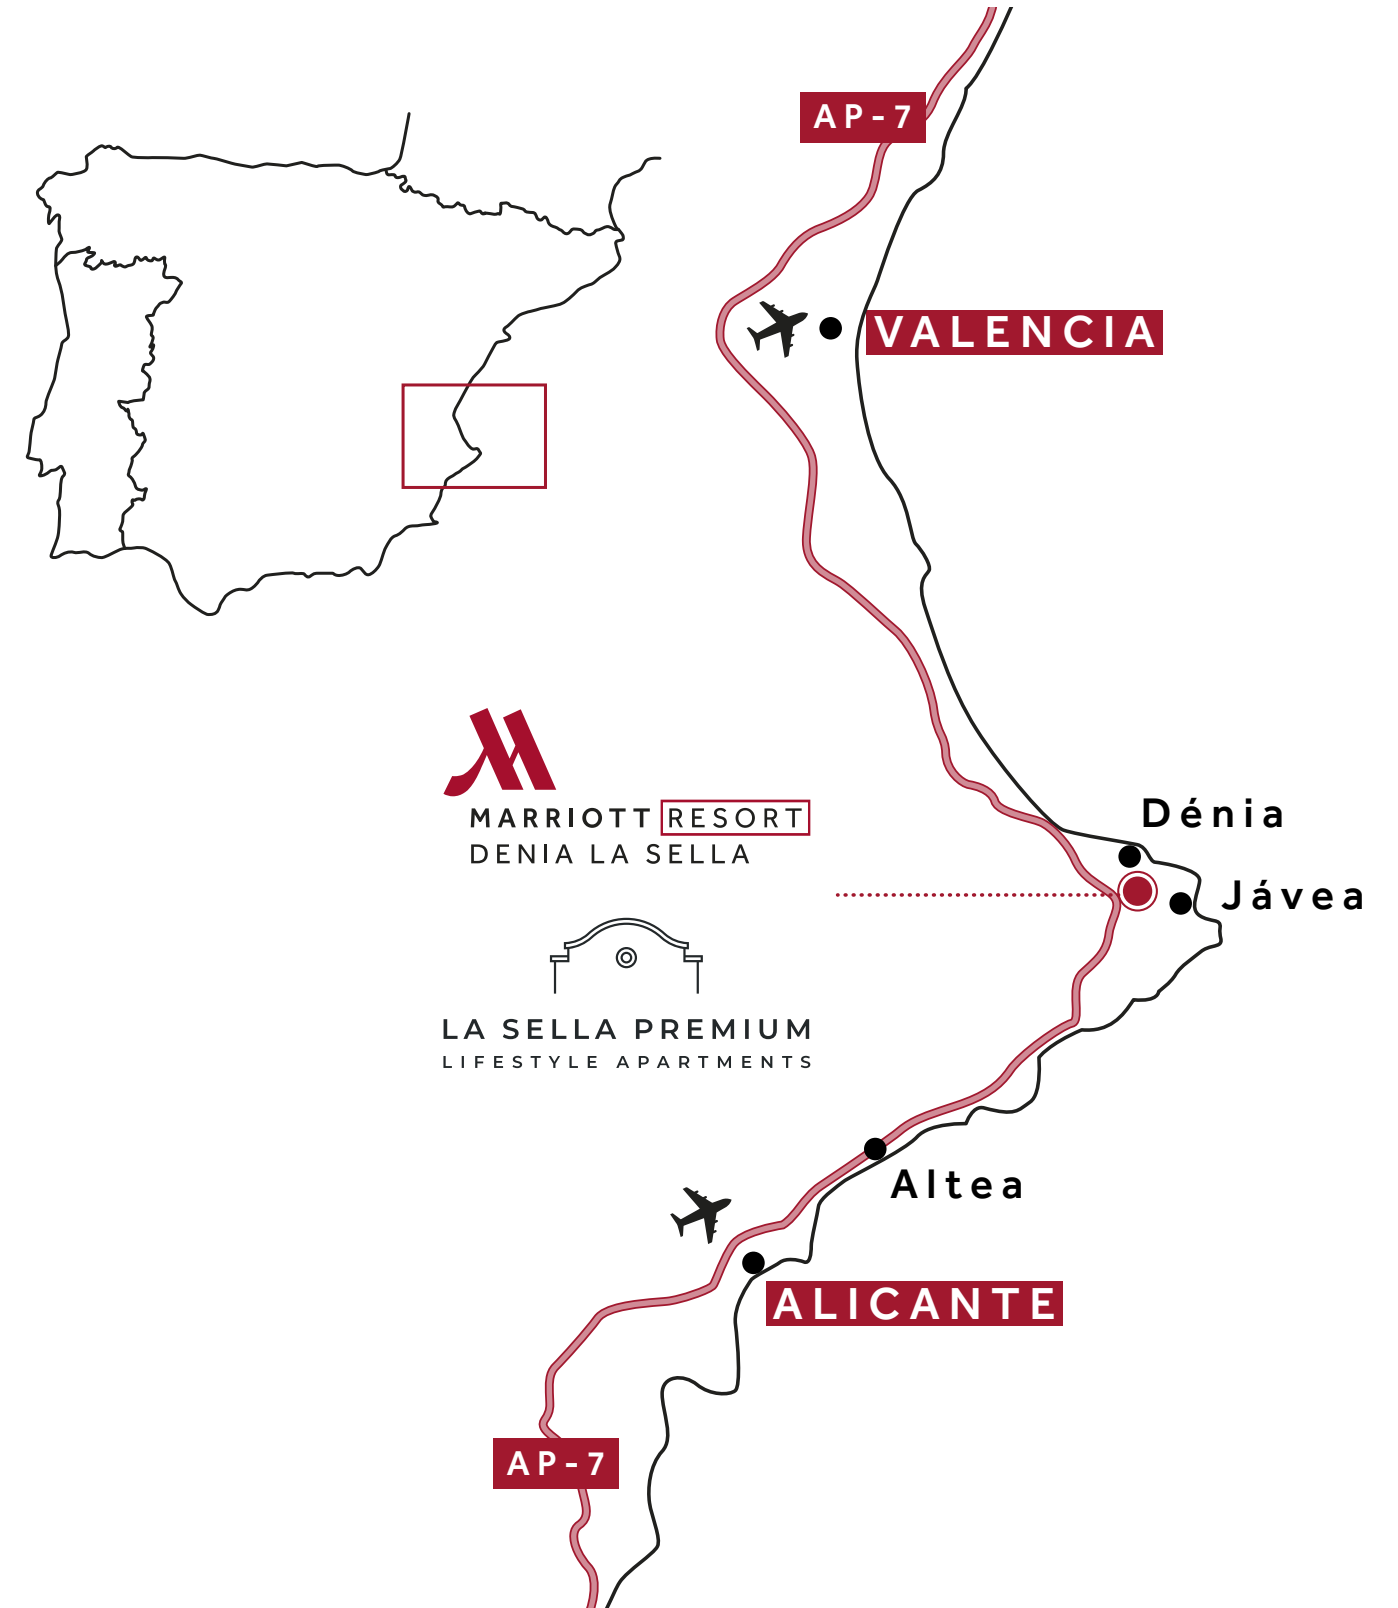 AP-7
VALENCIA
MARRIOTT RESORT
DENIA LA SELLA
Dénia
Jávea
LA SELLA PREMIUM
LIFESTYLE APARTMENTS
Altea
ALICANTE
AP-7